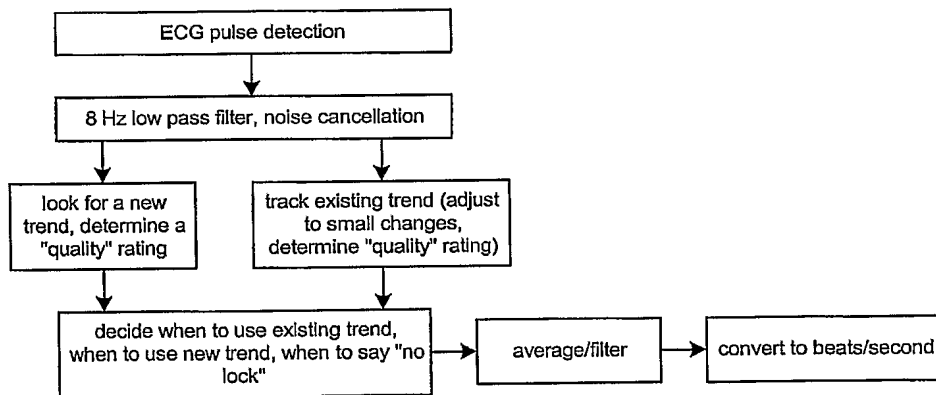 ECG pulse detection
8 Hz low pass filter, noise cancellation
look for a new
trend, determine a
"quality" rating
track existing trend (adjust
to small changes,
determine "quality" rating)
decide when to use existing trend,
when to use new trend, when to say "no
lock"
average/filter
convert to beats/second